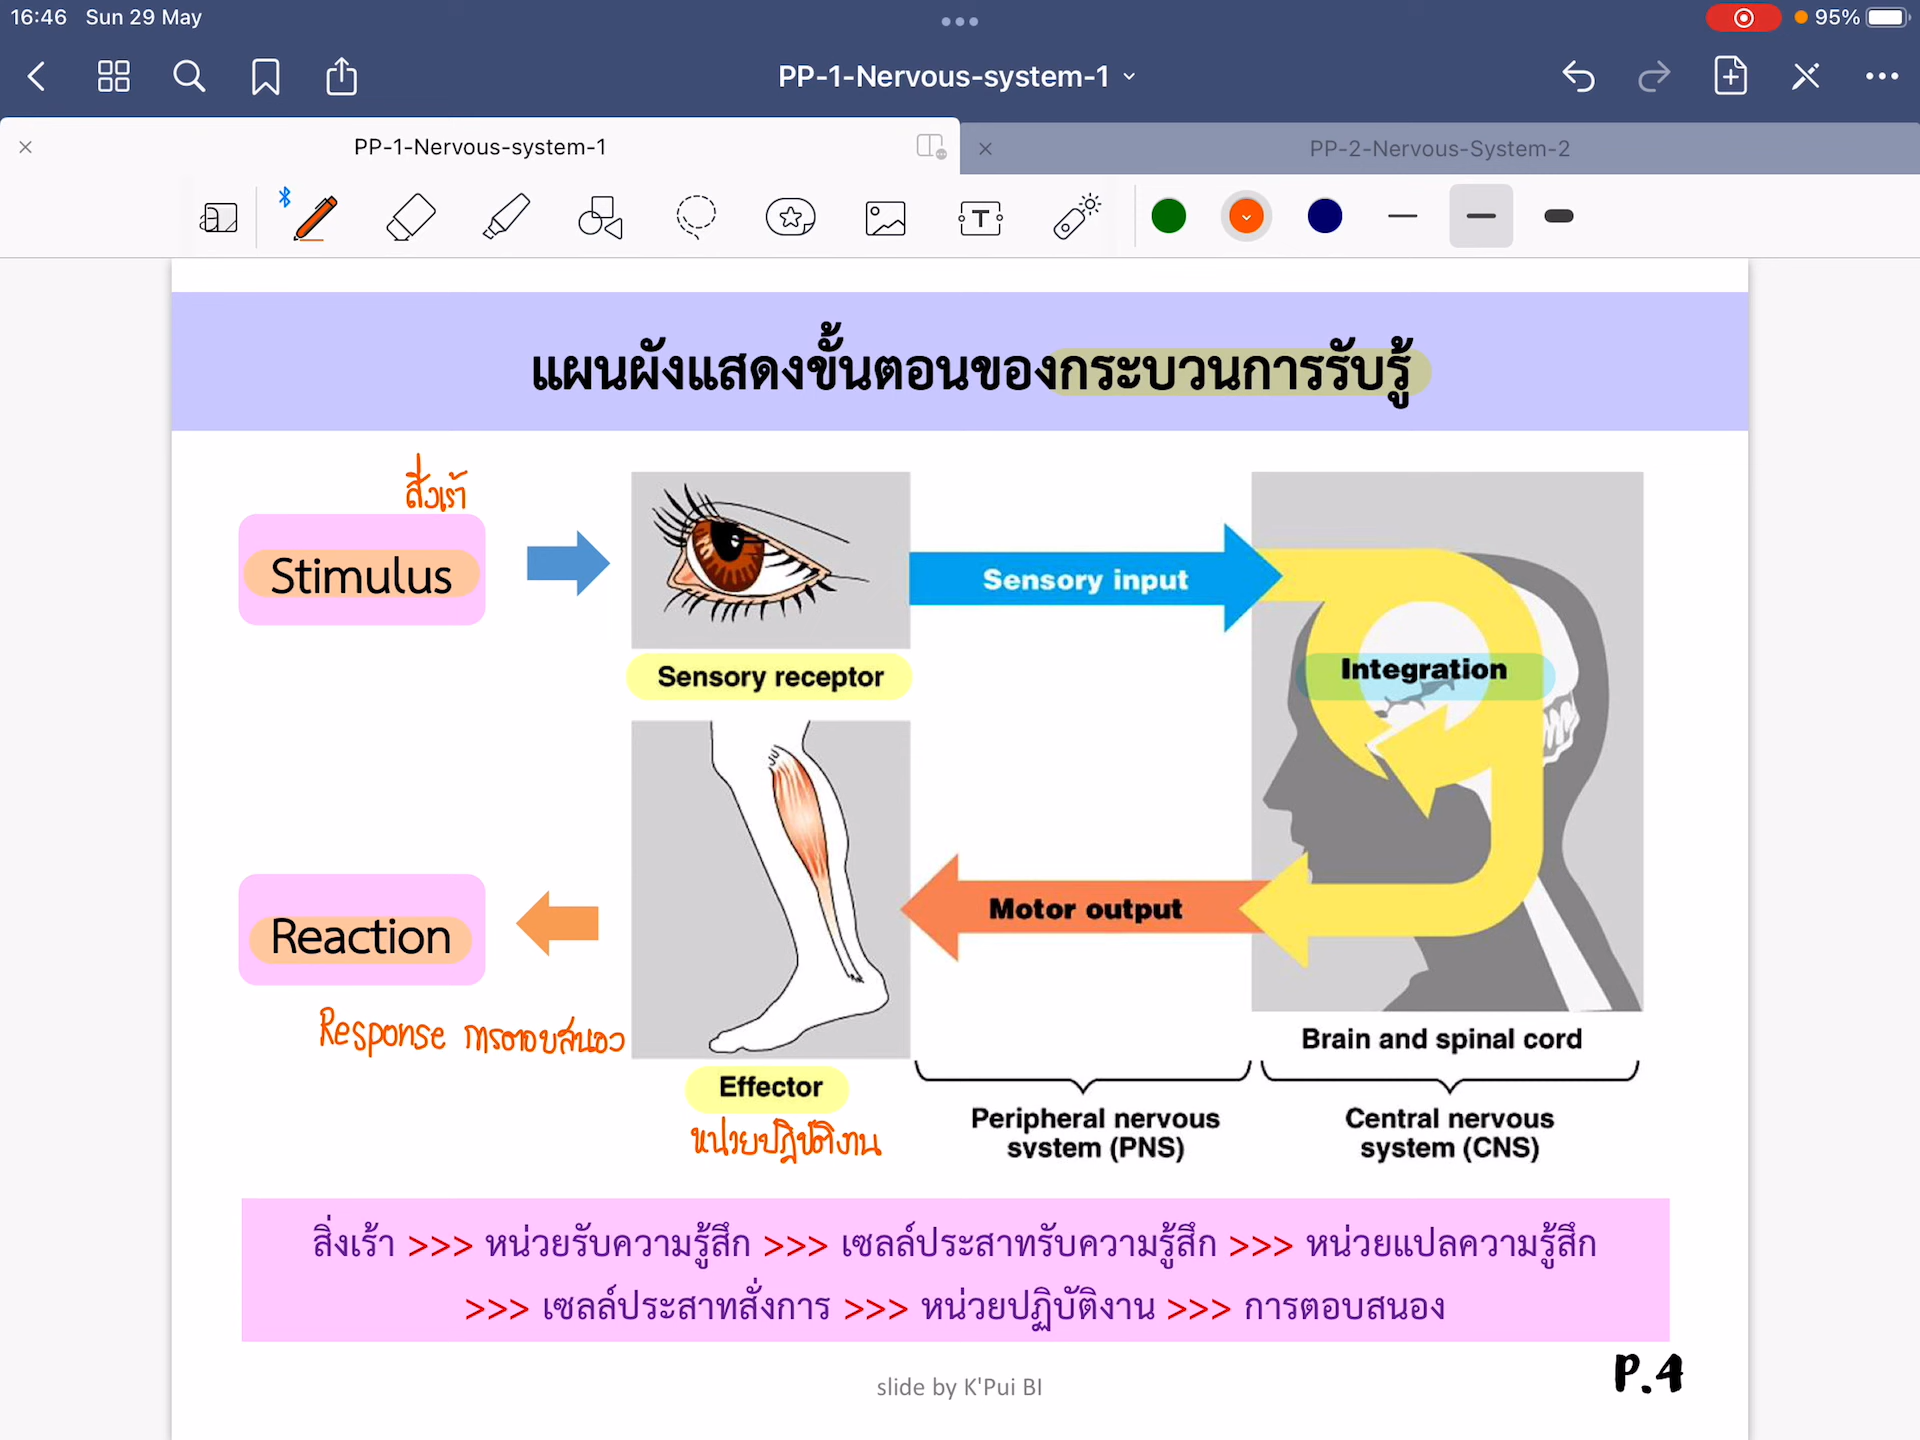 16:46 Sun 29 May
95%
PP-1-Nervous-system-1
PP-1-Nervous-system-1
PP-2-Nervous-System-2
T
แผนผังแสดงขั้นตอนของกระบวนการรับรู้
สิ่งเร้า
Stimulus
Sensory input
Integration
Sensory receptor
Reaction
Motor output
Response การตอบสนอง
Brain and spinal cord
Effector
หน่วยปฏิบัติงาน
Peripheral nervous
system (PNS)
Central nervous
system (CNS)
สิ่งเร้า >>> หน่วยรับความรู้สึก >>> เซลล์ประสาทรับความรู้สึก >>> หน่วยแปลความรู้สึก
>>> เซลล์ประสาทสั่งการ >>> หน่วยปฏิบัติงาน >>> การตอบสนอง
slide by K'Pui BI
P.4